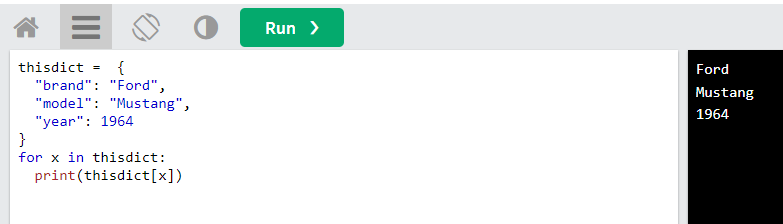 Run ❯
thisdict =  {
  "brand": "Ford",
  "model": "Mustang",
  "year": 1964
}
for x in thisdict:
  print(thisdict[x])
Ford
Mustang
1964